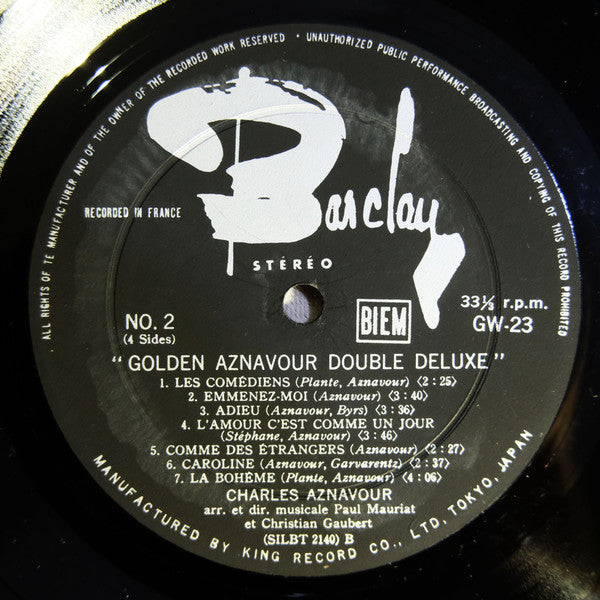 ALL RIGHTS OF TE MANUFACTURER AND OF THE OWNER OF THE RECORDED WORK RESERVED • UNAUTHORIZED PUBLIC PERFORMANCE BROADCASTING AND COPYING OF THIS RECORD PROHIBITED
Barclay
RECORDED IN FRANCE
STÉRÉO
NO. 2
(4 Sides)
BIEM
33⅓ r.p.m.
GW-23
"GOLDEN AZNAVOUR DOUBLE DELUXE"
1. LES COMÉDIENS (Plante, Aznavour) ⟨2:25⟩
2. EMMENEZ-MOI (Aznavour) ⟨3:40⟩
3. ADIEU (Aznavour, Byrs) ⟨3:36⟩
4. L'AMOUR C'EST COMME UN JOUR
(Stéphane, Aznavour) ⟨3:46⟩
5. COMME DES ÉTRANGERS (Aznavour) ⟨2:27⟩
6. CAROLINE (Aznavour, Garvarentz) ⟨2:37⟩
7. LA BOHÈME (Plante, Aznavour) ⟨4:06⟩
CHARLES AZNAVOUR
arr. et dir. musicale Paul Mauriat
et Christian Gaubert
(SILBT 2140) B
MANUFACTURED BY KING RECORD CO., LTD, TOKYO, JAPAN